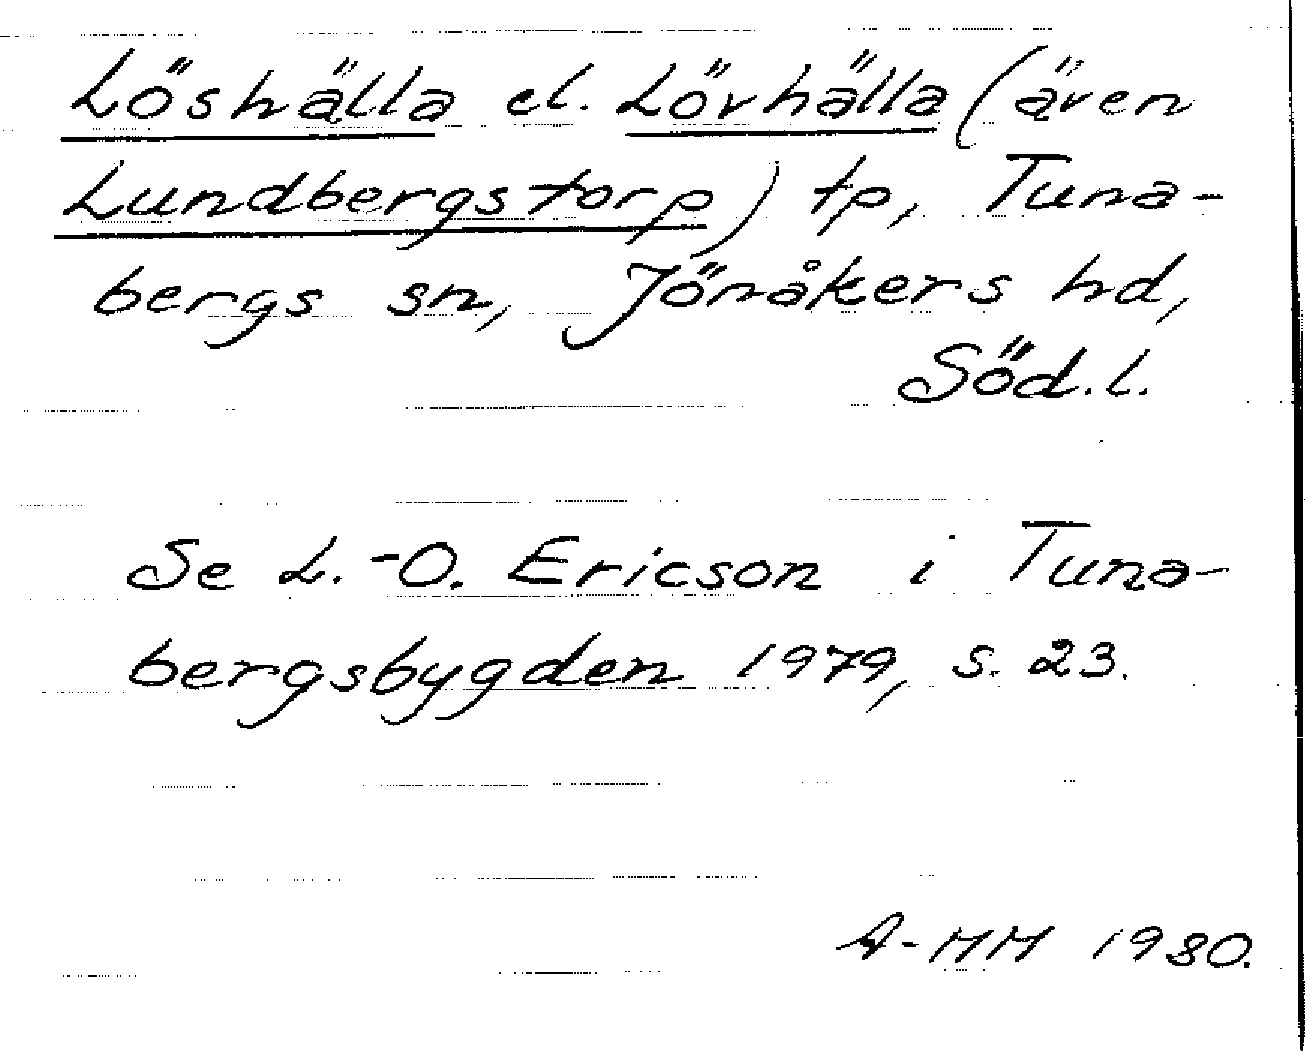 Löshälla el. Lövhälla (även
Lundbergstorp) tp, Tuna-
bergs sn, Jönåkers hd,
Söd.l.
Se L.-O. Ericson i Tuna-
bergsbygden 1979, s. 23.
A-MM 1980.